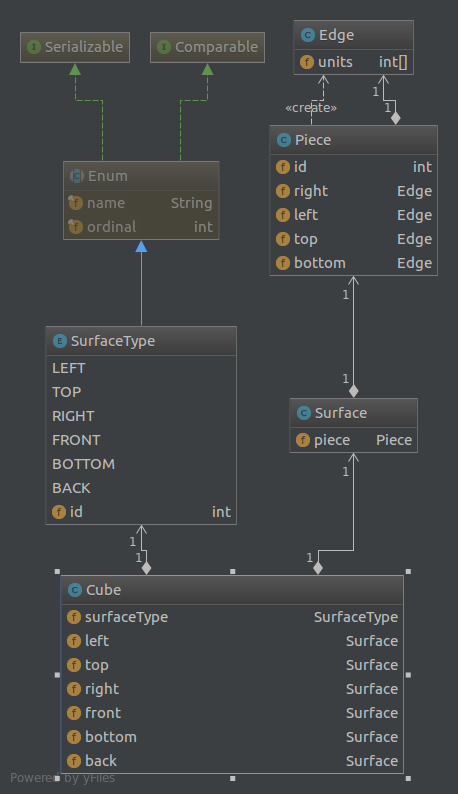 Serializable
Comparable
Edge
units int[]
1
1
«create»
Piece
id int
right Edge
left Edge
top Edge
bottom Edge
Enum
name String
ordinal int
1
1
SurfaceType
LEFT
TOP
RIGHT
FRONT
BOTTOM
BACK
id int
Surface
piece Piece
1
1
1
1
Cube
surfaceType SurfaceType
left Surface
top Surface
right Surface
front Surface
bottom Surface
back Surface
Powered by yFiles